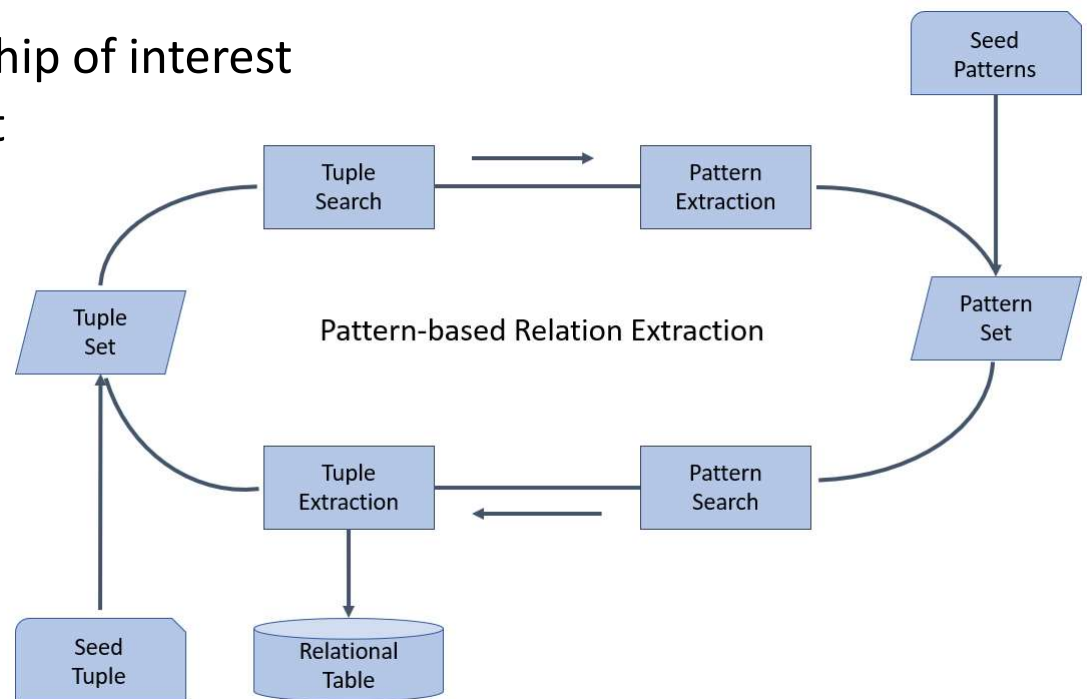 hip of interest
t
Seed
Patterns
Tuple
Search
Pattern
Extraction
Tuple
Set
Pattern-based Relation Extraction
Pattern
Set
Tuple
Extraction
Pattern
Search
Seed
Tuple
Relational
Table